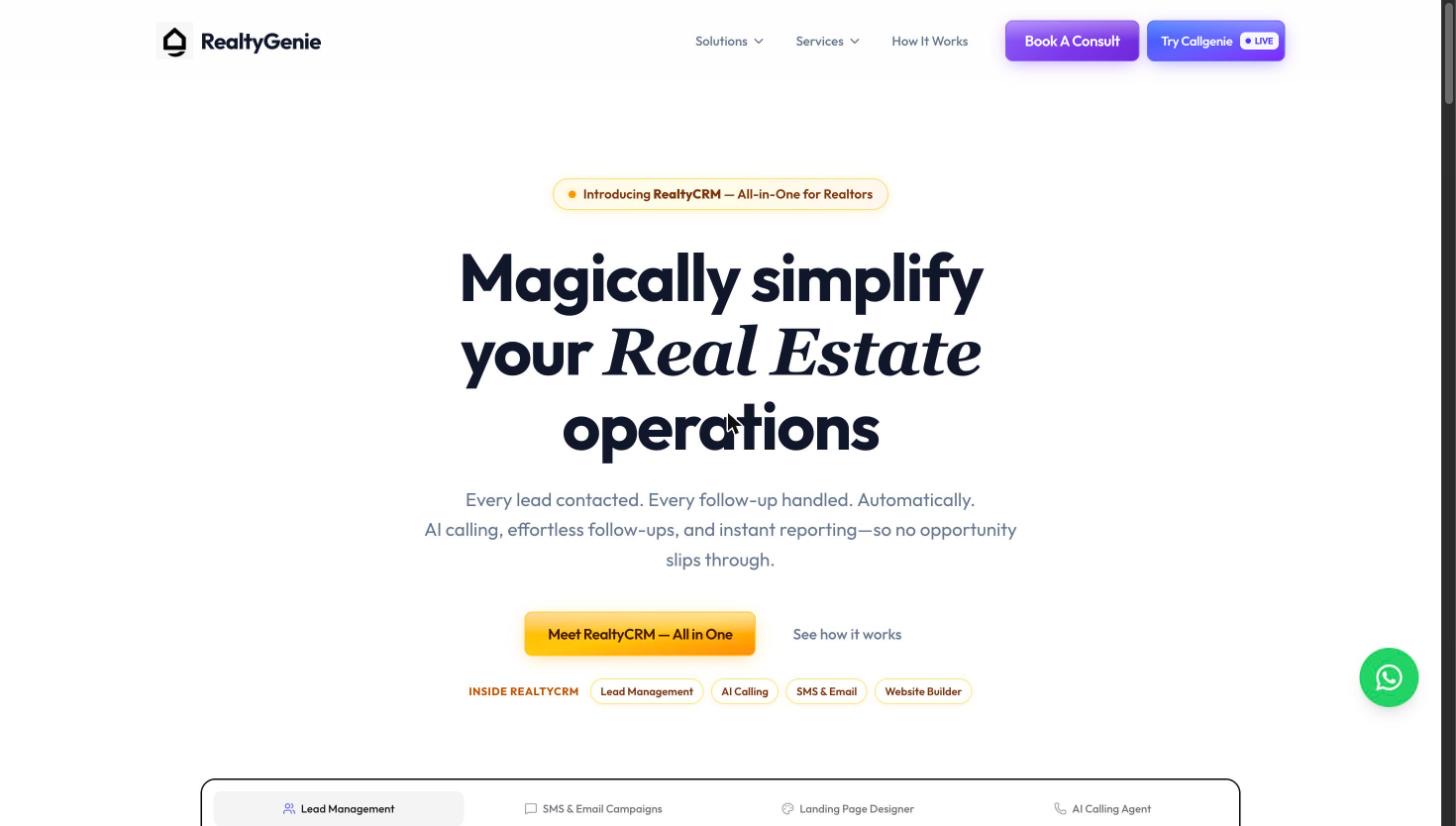 RealtyGenie
Solutions
Services
How It Works
Book A Consult
Try Callgenie
LIVE
Introducing RealtyCRM — All-in-One for Realtors
Magically simplify
your Real Estate
operations
Every lead contacted. Every follow-up handled. Automatically.
AI calling, effortless follow-ups, and instant reporting—so no opportunity
slips through.
Meet RealtyCRM — All in One
See how it works
INSIDE REALTYCRM
Lead Management
AI Calling
SMS & Email
Website Builder
Lead Management
SMS & Email Campaigns
Landing Page Designer
AI Calling Agent